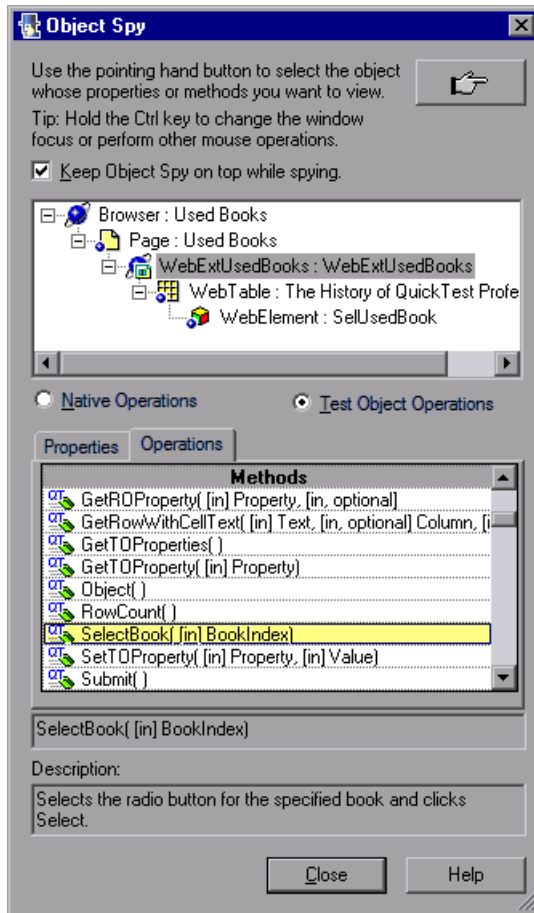 Object Spy
Use the pointing hand button to select the object
whose properties or methods you want to view.
Tip: Hold the Ctrl key to change the window
focus or perform other mouse operations.
Keep Object Spy on top while spying.
Browser : Used Books
Page : Used Books
WebExtUsedBooks : WebExtUsedBooks
WebTable : The History of QuickTest Profe
WebElement : SelUsedBook
Native Operations
Test Object Operations
Properties
Operations
Methods
GetROProperty( [in] Property, [in, optional]
GetRowWithCellText( [in] Text, [in, optional] Column, [i
GetTOProperties( )
GetTOProperty( [in] Property)
Object( )
RowCount( )
SelectBook( [in] BookIndex)
SetTOProperty( [in] Property, [in] Value)
Submit( )
SelectBook( [in] BookIndex)
Description:
Selects the radio button for the specified book and clicks
Select.
Close
Help